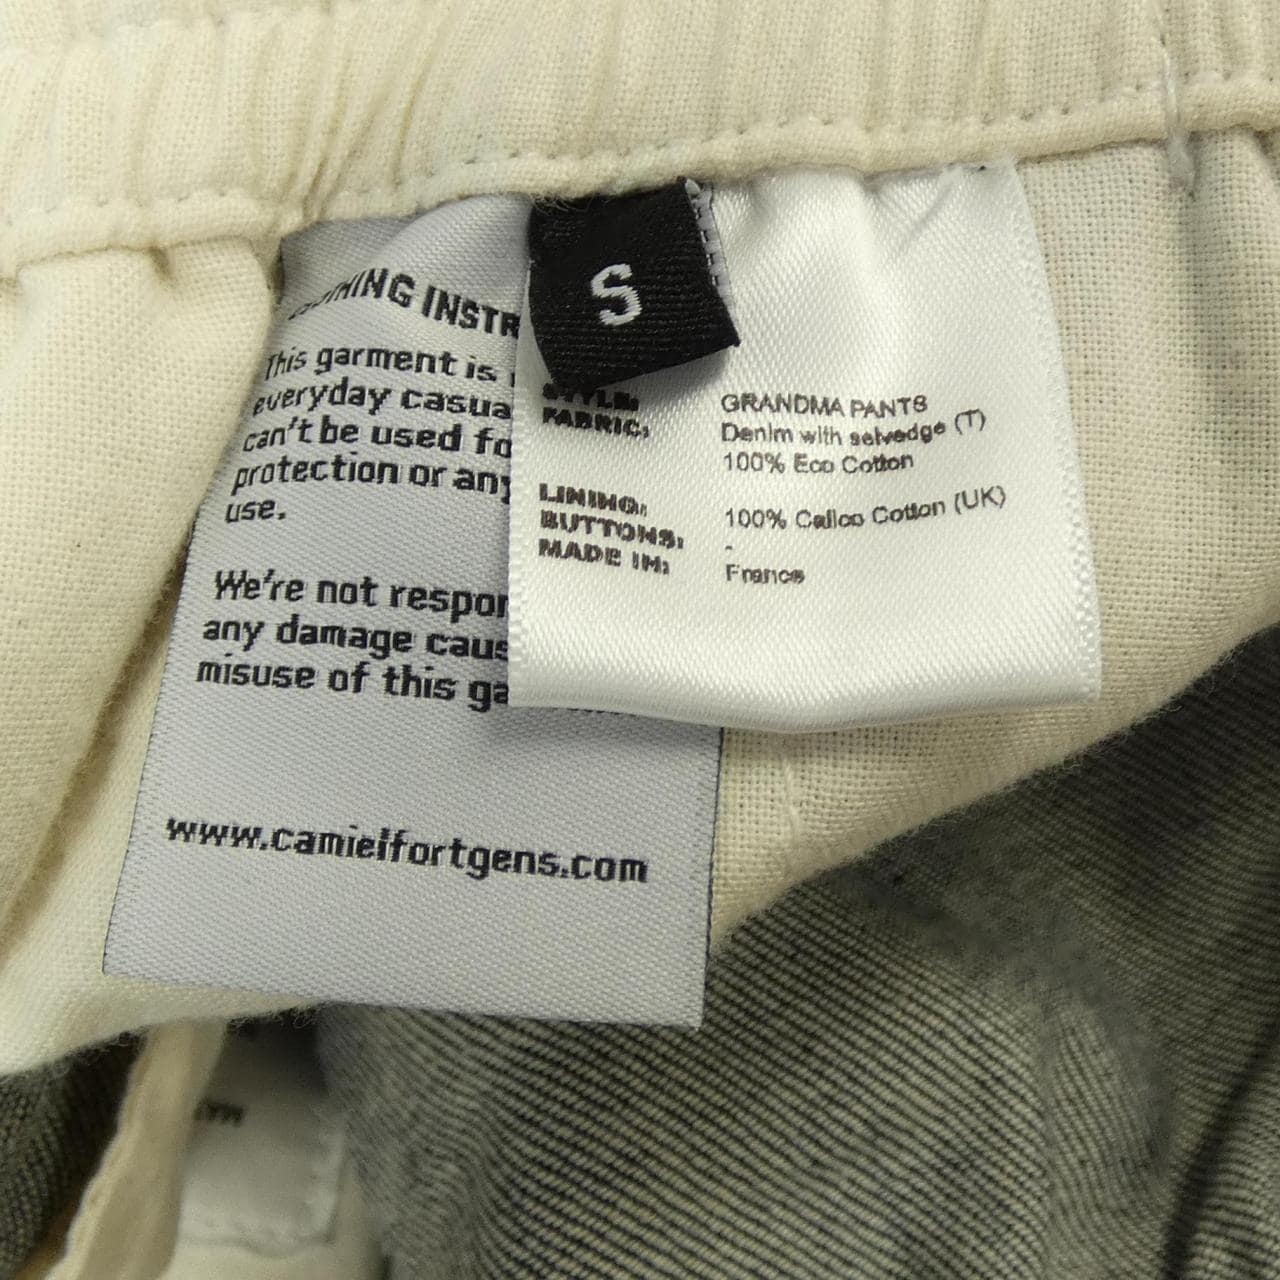 S
INSTR
This garment is
everyday casua
can't be used fo
protection or any
use.
We're not respon
any damage caus
misuse of this ga
www.camielfortgens.com
STYLE: GRANDMA PANTS
FABRIC: Denim with selvedge (T)
100% Eco Cotton
LINING: 100% Calico Cotton (UK)
BUTTONS: -
MADE IN: France